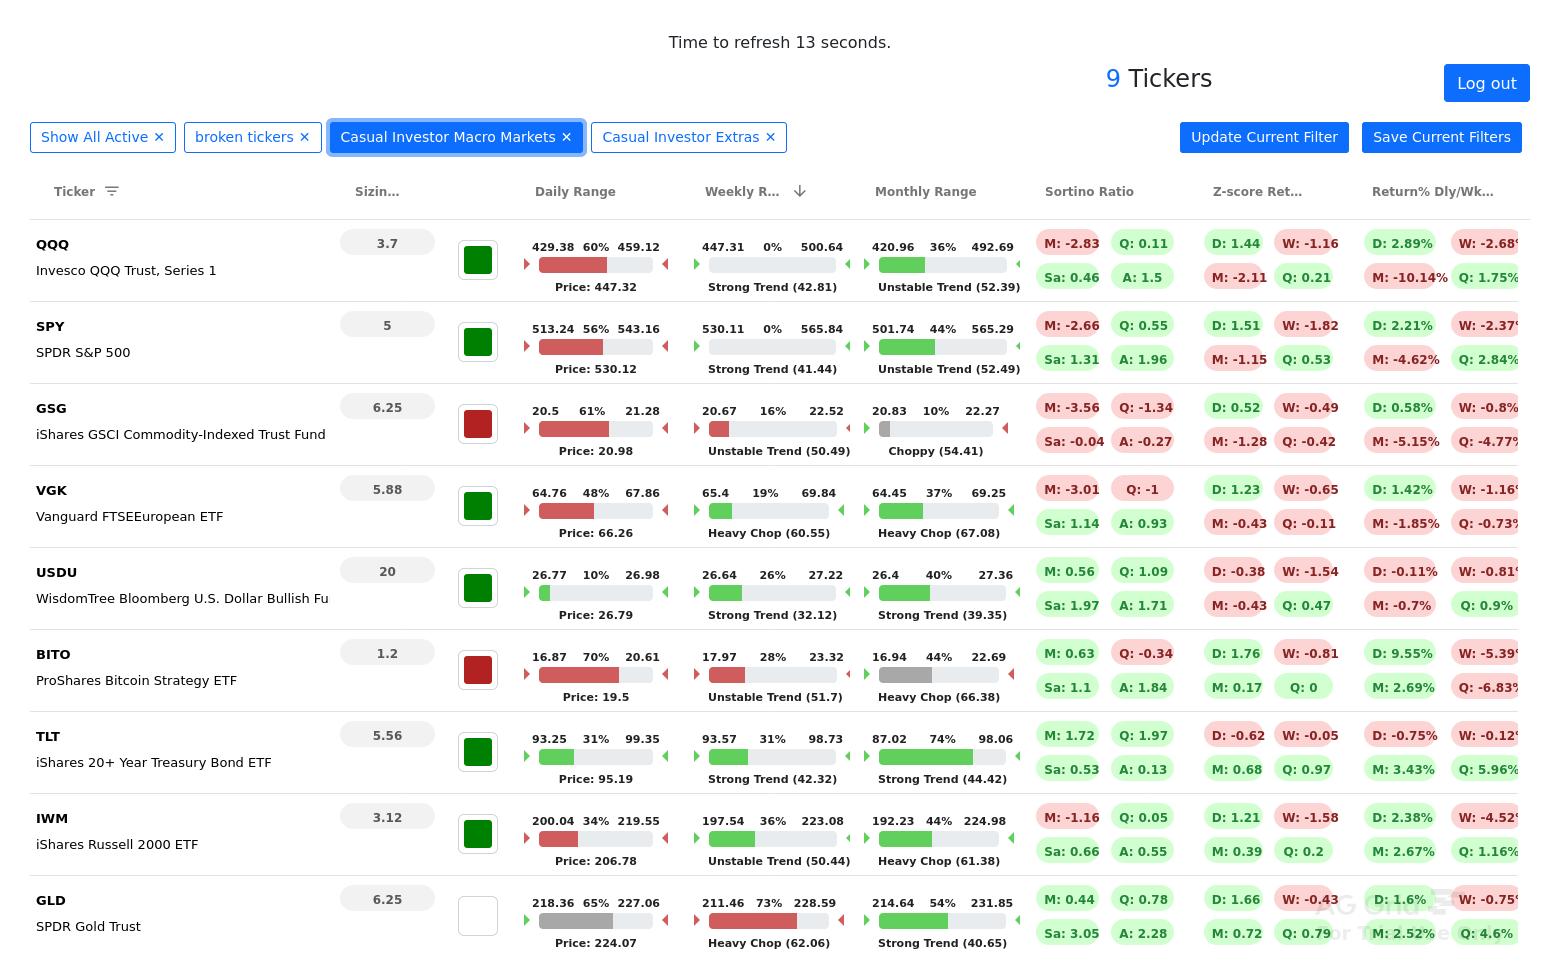 Time to refresh 13 seconds.
9 Tickers
Log out
Show All Active ✕ broken tickers ✕ Casual Investor Macro Markets ✕ Casual Investor Extras ✕ Update Current Filter Save Current Filters
Ticker Sizin... Daily Range Weekly R... Monthly Range Sortino Ratio Z-score Ret... Return% Dly/Wk...
QQQ 3.7 M: -2.83 Q: 0.11 D: 1.44 W: -1.16 D: 2.89% W: -2.68%
429.38 60% 459.12 447.31 0% 500.64 420.96 36% 492.69
Invesco QQQ Trust, Series 1 Sa: 0.46 A: 1.5 M: -2.11 Q: 0.21 M: -10.14% Q: 1.75%
Price: 447.32 Strong Trend (42.81) Unstable Trend (52.39)
SPY 5 M: -2.66 Q: 0.55 D: 1.51 W: -1.82 D: 2.21% W: -2.37%
513.24 56% 543.16 530.11 0% 565.84 501.74 44% 565.29
SPDR S&P 500 Sa: 1.31 A: 1.96 M: -1.15 Q: 0.53 M: -4.62% Q: 2.84%
Price: 530.12 Strong Trend (41.44) Unstable Trend (52.49)
GSG 6.25 M: -3.56 Q: -1.34 D: 0.52 W: -0.49 D: 0.58% W: -0.8%
20.5 61% 21.28 20.67 16% 22.52 20.83 10% 22.27
iShares GSCI Commodity-Indexed Trust Fund Sa: -0.04 A: -0.27 M: -1.28 Q: -0.42 M: -5.15% Q: -4.77%
Price: 20.98 Unstable Trend (50.49) Choppy (54.41)
VGK 5.88 M: -3.01 Q: -1 D: 1.23 W: -0.65 D: 1.42% W: -1.16%
64.76 48% 67.86 65.4 19% 69.84 64.45 37% 69.25
Vanguard FTSEEuropean ETF Sa: 1.14 A: 0.93 M: -0.43 Q: -0.11 M: -1.85% Q: -0.73%
Price: 66.26 Heavy Chop (60.55) Heavy Chop (67.08)
USDU 20 M: 0.56 Q: 1.09 D: -0.38 W: -1.54 D: -0.11% W: -0.81%
26.77 10% 26.98 26.64 26% 27.22 26.4 40% 27.36
WisdomTree Bloomberg U.S. Dollar Bullish Fu Sa: 1.97 A: 1.71 M: -0.43 Q: 0.47 M: -0.7% Q: 0.9%
Price: 26.79 Strong Trend (32.12) Strong Trend (39.35)
BITO 1.2 M: 0.63 Q: -0.34 D: 1.76 W: -0.81 D: 9.55% W: -5.39%
16.87 70% 20.61 17.97 28% 23.32 16.94 44% 22.69
ProShares Bitcoin Strategy ETF Sa: 1.1 A: 1.84 M: 0.17 Q: 0 M: 2.69% Q: -6.83%
Price: 19.5 Unstable Trend (51.7) Heavy Chop (66.38)
TLT 5.56 M: 1.72 Q: 1.97 D: -0.62 W: -0.05 D: -0.75% W: -0.12%
93.25 31% 99.35 93.57 31% 98.73 87.02 74% 98.06
iShares 20+ Year Treasury Bond ETF Sa: 0.53 A: 0.13 M: 0.68 Q: 0.97 M: 3.43% Q: 5.96%
Price: 95.19 Strong Trend (42.32) Strong Trend (44.42)
IWM 3.12 M: -1.16 Q: 0.05 D: 1.21 W: -1.58 D: 2.38% W: -4.52%
200.04 34% 219.55 197.54 36% 223.08 192.23 44% 224.98
iShares Russell 2000 ETF Sa: 0.66 A: 0.55 M: 0.39 Q: 0.2 M: 2.67% Q: 1.16%
Price: 206.78 Unstable Trend (50.44) Heavy Chop (61.38)
GLD 6.25 M: 0.44 Q: 0.78 D: 1.66 W: -0.43 D: 1.6% W: -0.75%
218.36 65% 227.06 211.46 73% 228.59 214.64 54% 231.85
SPDR Gold Trust Sa: 3.05 A: 2.28 M: 0.72 Q: 0.79 M: 2.52% Q: 4.6%
Price: 224.07 Heavy Chop (62.06) Strong Trend (40.65)
AG Grid
For Trial Use Only